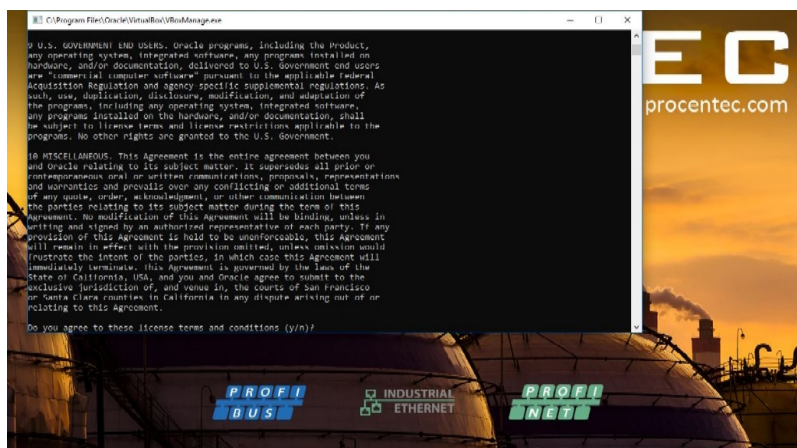 C:\Program Files\Oracle\VirtualBox\VBoxManage.exe
9 U.S. GOVERNMENT END USERS. Oracle programs, including the Product,
any operating system, integrated software, any programs installed on
hardware, and/or documentation, delivered to U.S. Government end users
are "commercial computer software" pursuant to the applicable Federal
Acquisition Regulation and agency-specific supplemental regulations. As
such, use, duplication, disclosure, modification, and adaptation of
the programs, including any operating system, integrated software,
any programs installed on the hardware, and/or documentation, shall
be subject to license terms and license restrictions applicable to the
programs. No other rights are granted to the U.S. Government.
10 MISCELLANEOUS. This Agreement is the entire agreement between you
and Oracle relating to its subject matter. It supersedes all prior or
contemporaneous oral or written communications, proposals, representations
and warranties and prevails over any conflicting or additional terms
of any quote, order, acknowledgment, or other communication between
the parties relating to its subject matter during the term of this
Agreement. No modification of this Agreement will be binding, unless in
writing and signed by an authorized representative of each party. If any
provision of this Agreement is held to be unenforceable, this Agreement
will remain in effect with the provision omitted, unless omission would
frustrate the intent of the parties, in which case this Agreement will
immediately terminate. This Agreement is governed by the laws of the
State of California, USA, and you and Oracle agree to submit to the
exclusive jurisdiction of, and venue in, the courts of San Francisco
or Santa Clara counties in California in any dispute arising out of or
relating to this Agreement.
Do you agree to these license terms and conditions (y/n)?
EC
procentec.com
PROFI
BUS
INDUSTRIAL
ETHERNET
PROFI
NET